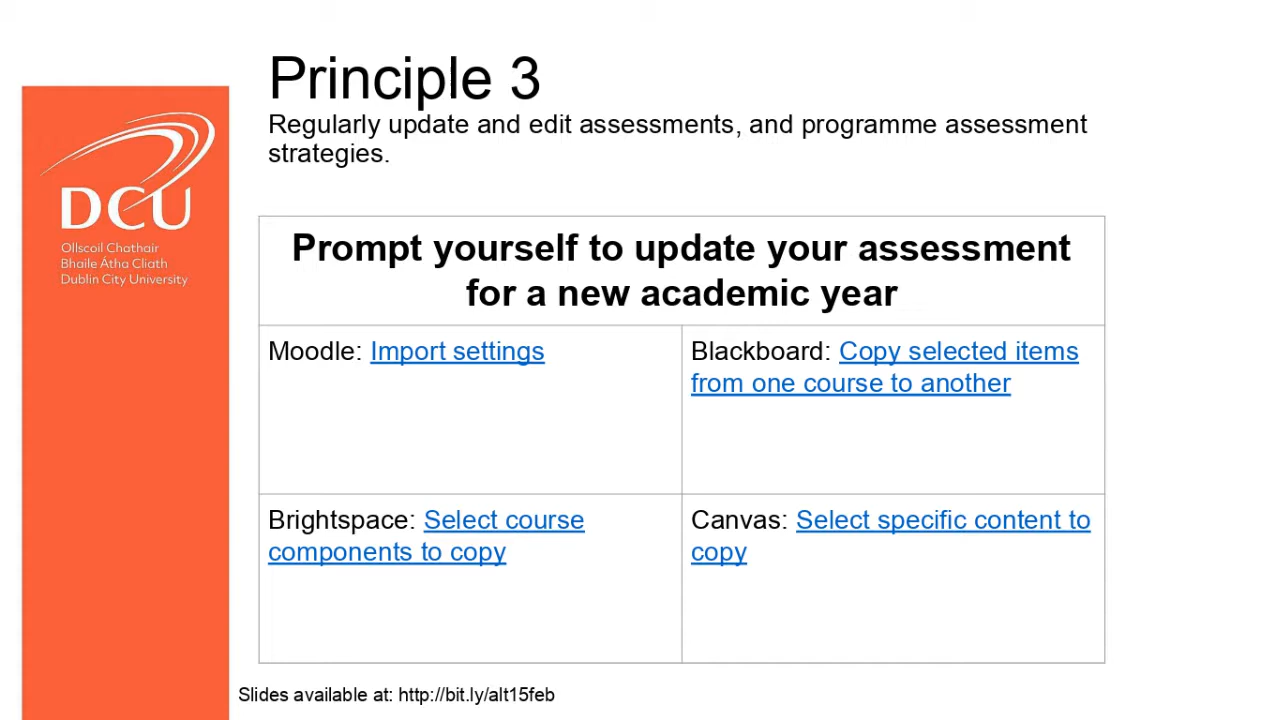 Principle 3
Regularly update and edit assessments, and programme assessment
strategies.
DCU
Ollscoil Chathair
Bhaile Átha Cliath
Dublin City University
Prompt yourself to update your assessment
for a new academic year
Moodle: Import settings
Blackboard: Copy selected items
from one course to another
Brightspace: Select course
components to copy
Canvas: Select specific content to
copy
Slides available at: http://bit.ly/alt15feb